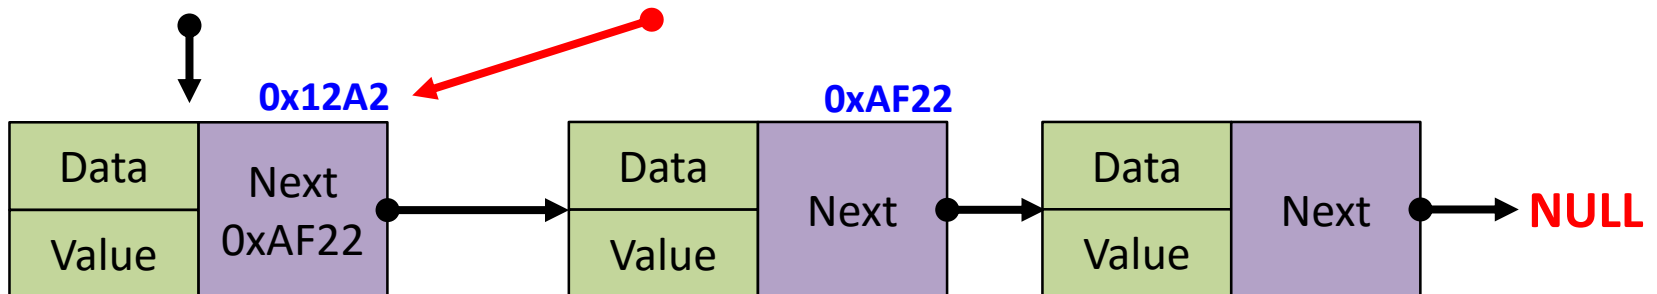 0x12A2
0xAF22
Data
Value
Next
0xAF22
Data
Value
Next
Data
Value
Next
NULL